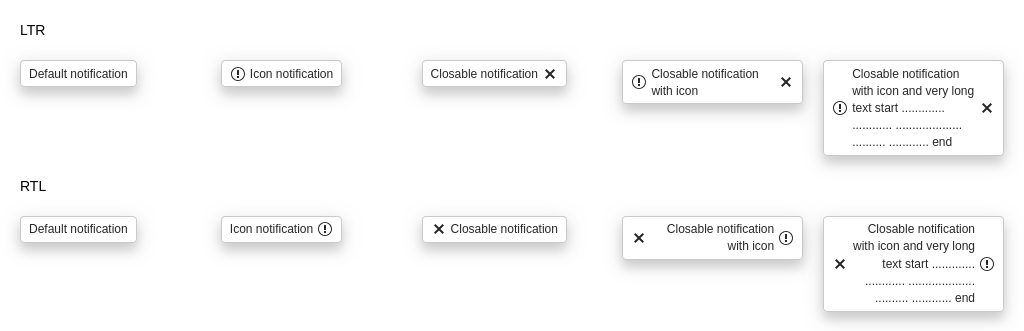 LTR
Default notification
Icon notification
Closable notification
Closable notification
with icon
Closable notification
with icon and very long
text start .............
............ ....................
.......... ............ end
RTL
Default notification
Icon notification
Closable notification
Closable notification
with icon
Closable notification
with icon and very long
text start .............
............ ...................
.......... ............ end